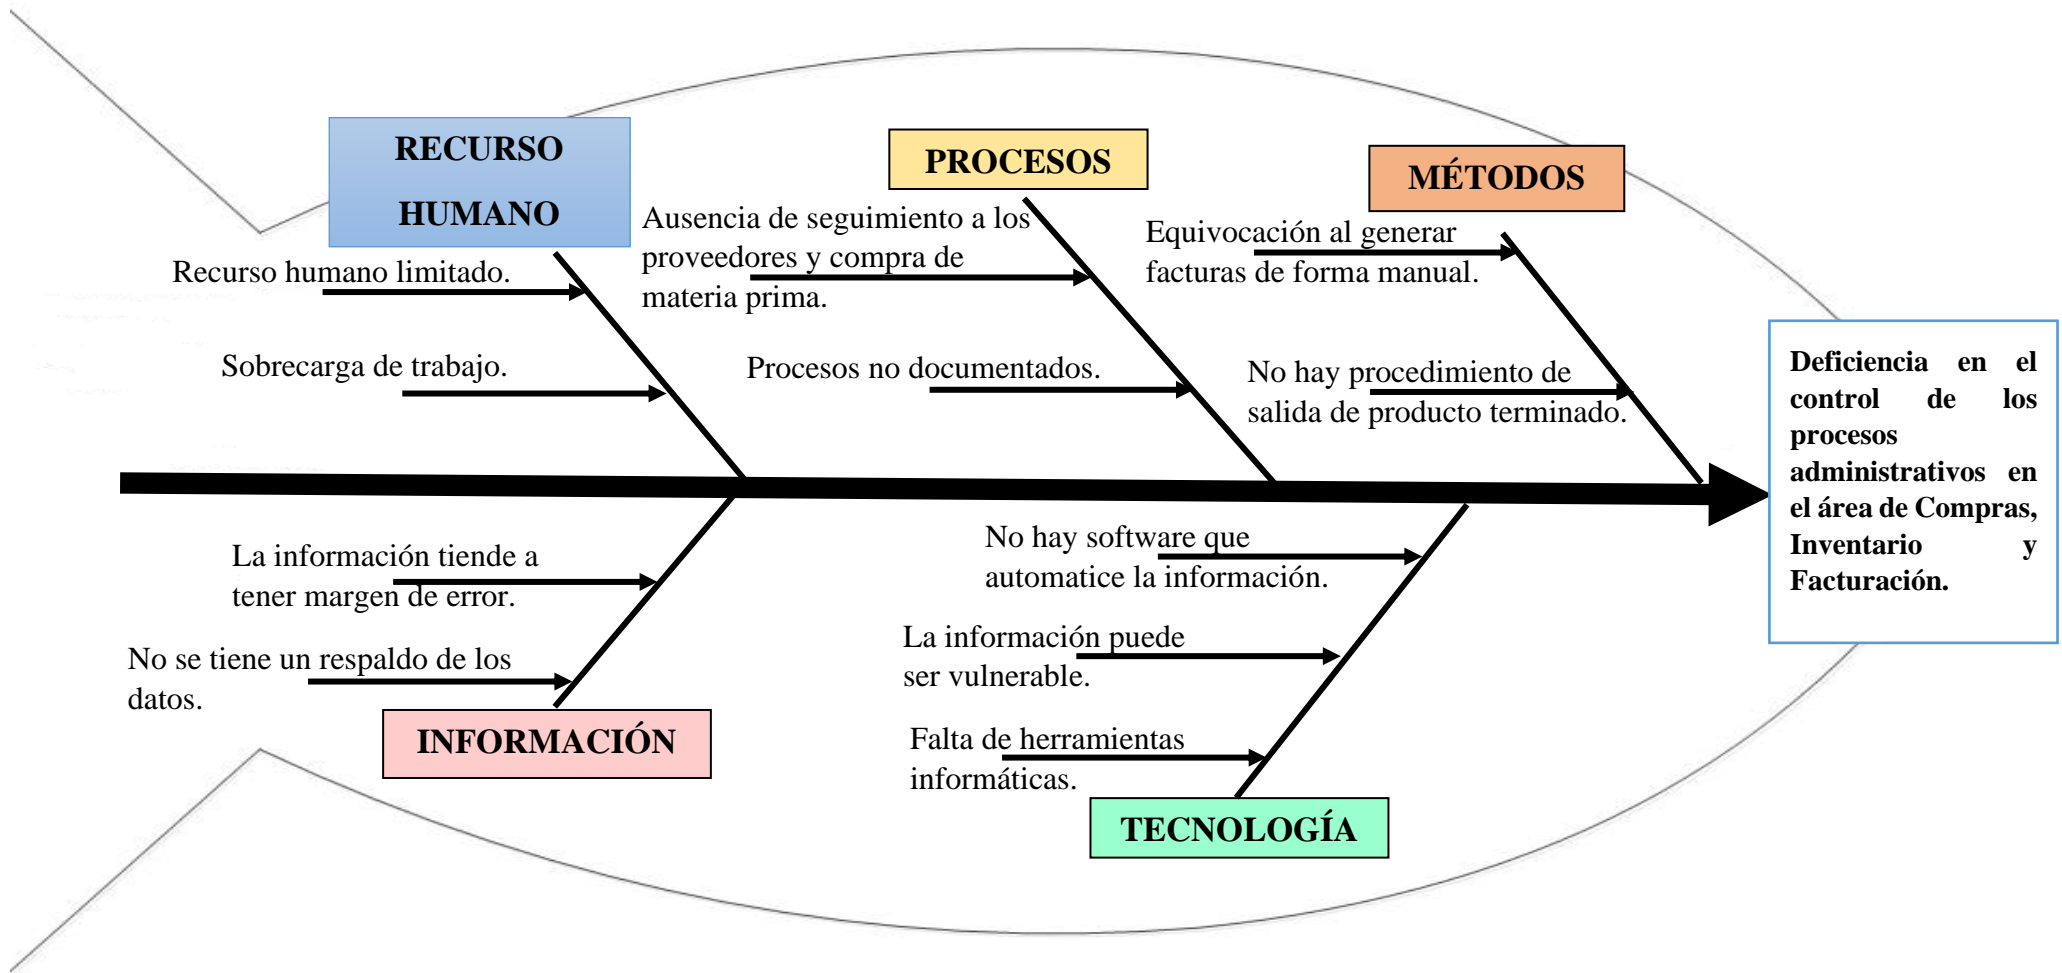 RECURSO
HUMANO
Recurso humano limitado.
Sobrecarga de trabajo.
PROCESOS
Ausencia de seguimiento a los
proveedores y compra de
materia prima.
Procesos no documentados.
MÉTODOS
Equivocación al generar
facturas de forma manual.
No hay procedimiento de
salida de producto terminado.
Deficiencia en el
control de los
procesos
administrativos en
el área de Compras,
Inventario y
Facturación.
La información tiende a
tener margen de error.
No se tiene un respaldo de los
datos.
INFORMACIÓN
No hay software que
automatice la información.
La información puede
ser vulnerable.
Falta de herramientas
informáticas.
TECNOLOGÍA